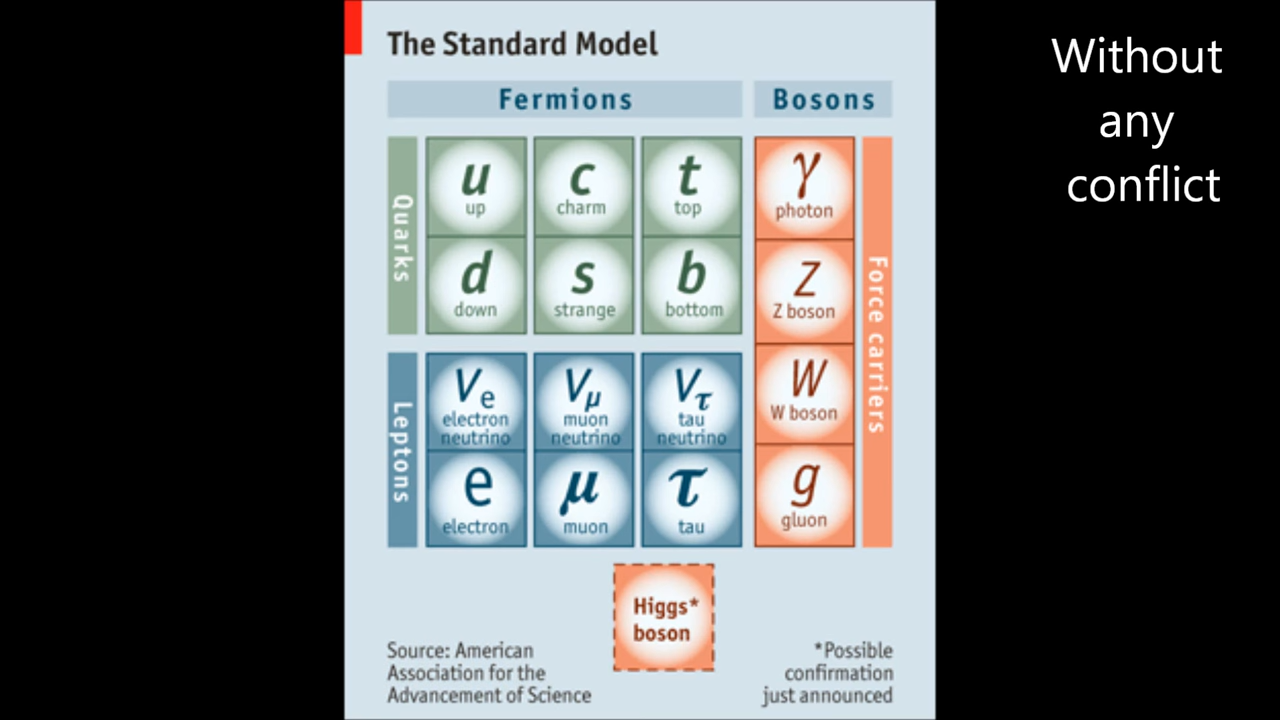 The Standard Model
Fermions
Bosons
Quarks
u
up
c
charm
t
top
d
down
s
strange
b
bottom
Leptons
Ve
electron
neutrino
Vμ
muon
neutrino
Vτ
tau
neutrino
e
electron
μ
muon
τ
tau
γ
photon
Z
Z boson
W
W boson
g
gluon
Force carriers
Higgs*
boson
Source: American
Association for the
Advancement of Science
*Possible
confirmation
just announced
Without
any
conflict